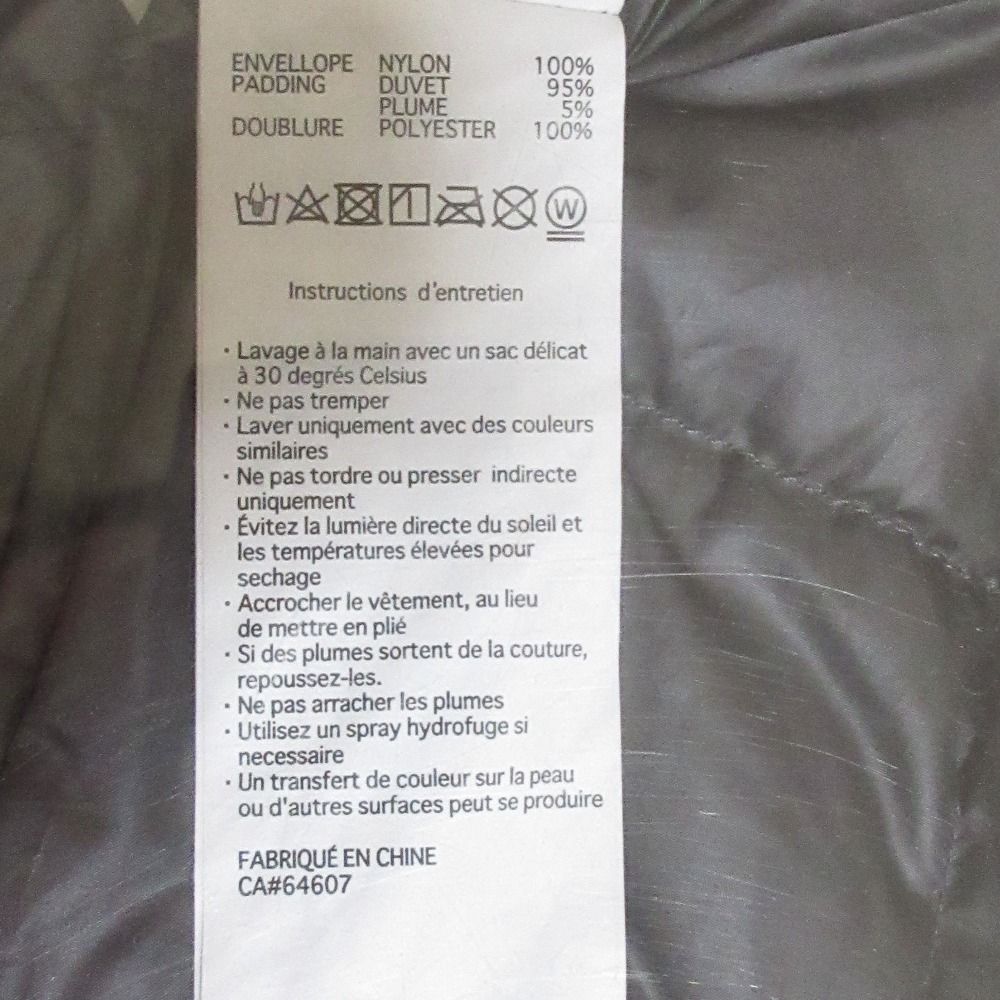 ENVELLOPE NYLON 100%
PADDING DUVET 95%
PLUME 5%
DOUBLURE POLYESTER 100%
W
Instructions d'entretien
· Lavage à la main avec un sac délicat
à 30 degrés Celsius
· Ne pas tremper
· Laver uniquement avec des couleurs
similaires
· Ne pas tordre ou presser indirecte
uniquement
· Évitez la lumière directe du soleil et
les températures élevées pour
sechage
· Accrocher le vêtement, au lieu
de mettre en plié
· Si des plumes sortent de la couture,
repoussez-les.
· Ne pas arracher les plumes
· Utilisez un spray hydrofuge si
necessaire
· Un transfert de couleur sur la peau
ou d'autres surfaces peut se produire
FABRIQUÉ EN CHINE
CA#64607